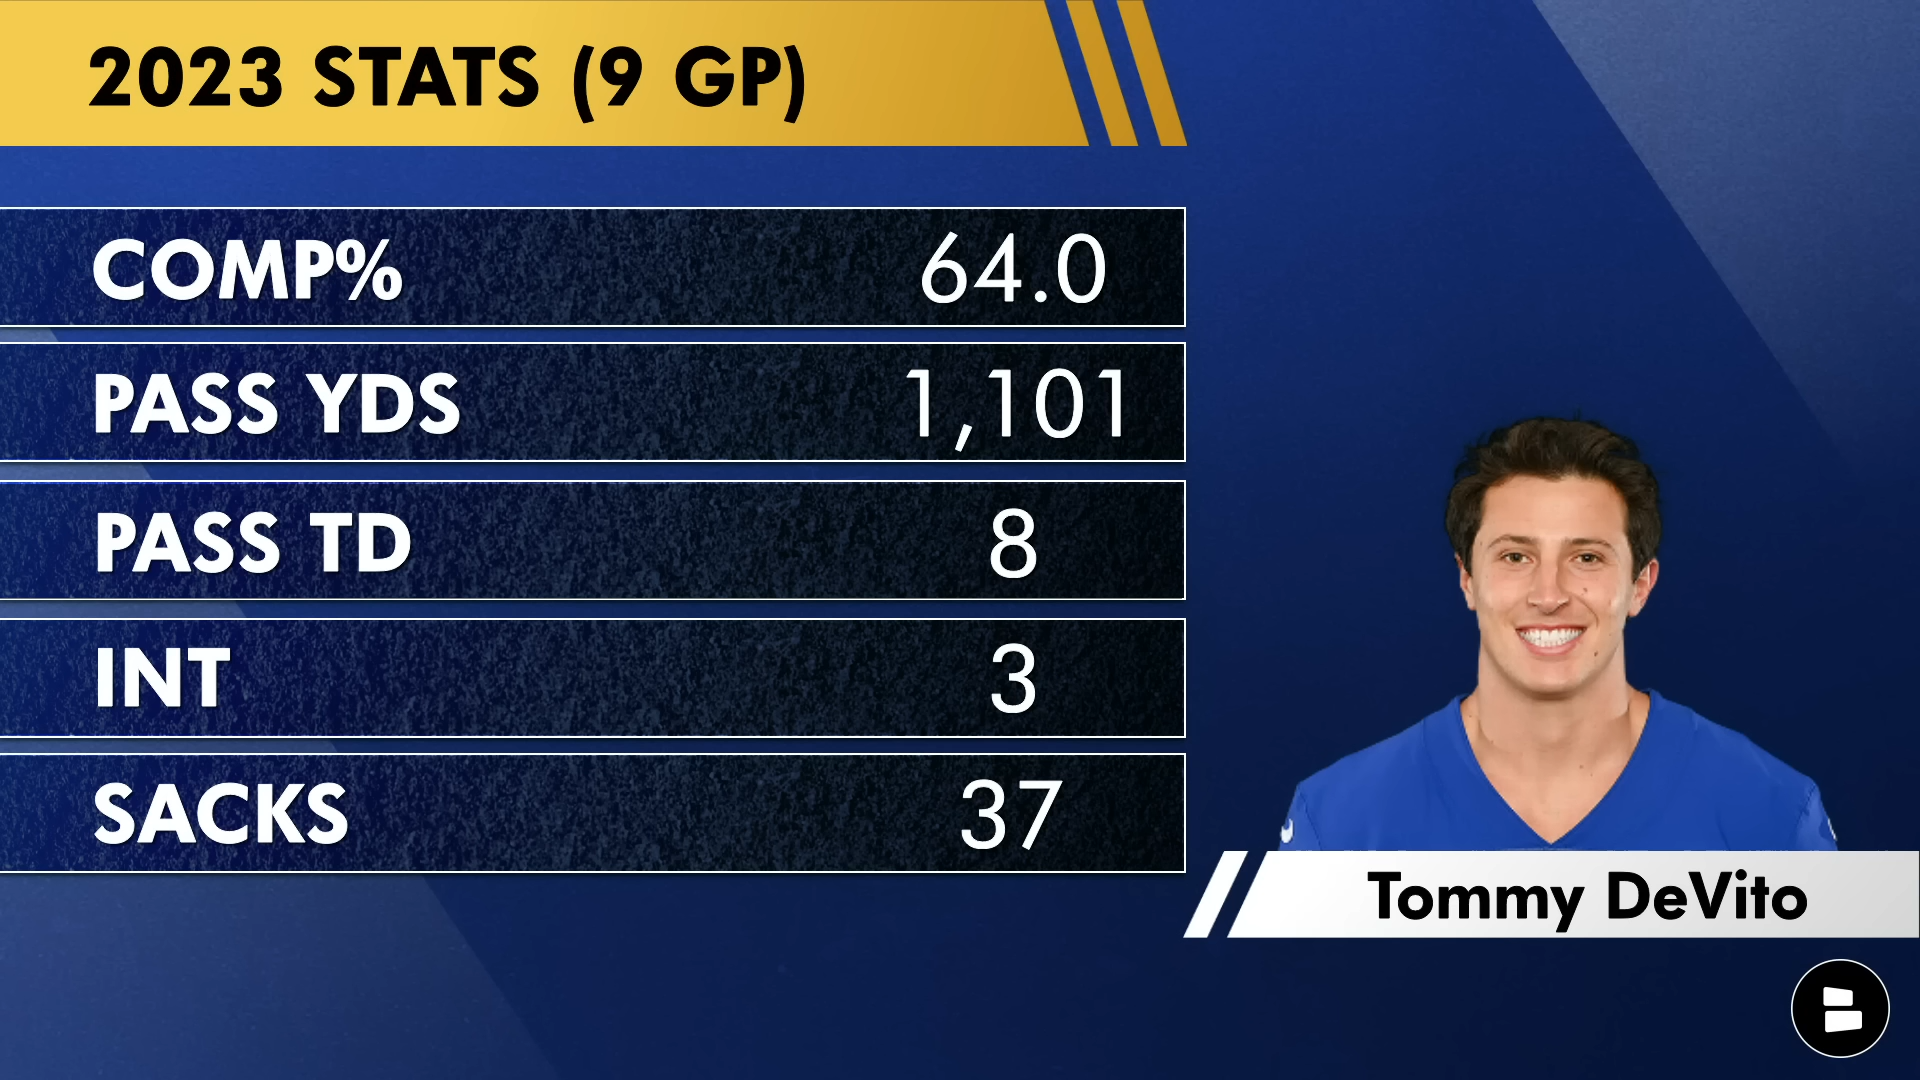 2023 STATS (9 GP)
COMP% 64.0
PASS YDS 1,101
PASS TD 8
INT 3
SACKS 37
Tommy DeVito